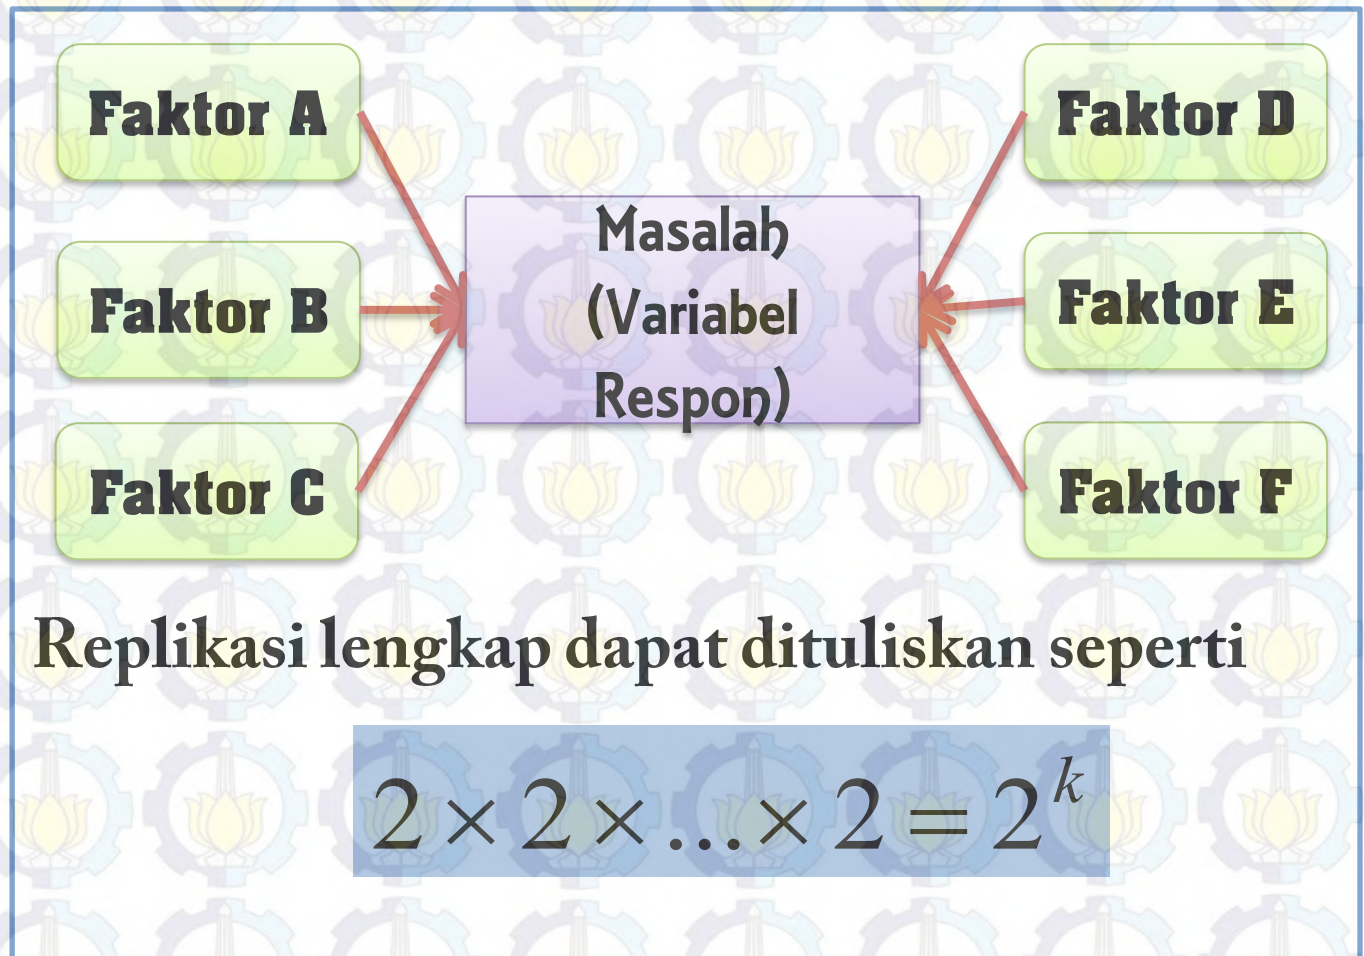 Faktor A
Faktor B
Faktor C
Masalah
(Variabel
Respon)
Faktor D
Faktor E
Faktor F
Replikasi lengkap dapat dituliskan seperti
2 × 2 × ... × 2 = 2^k